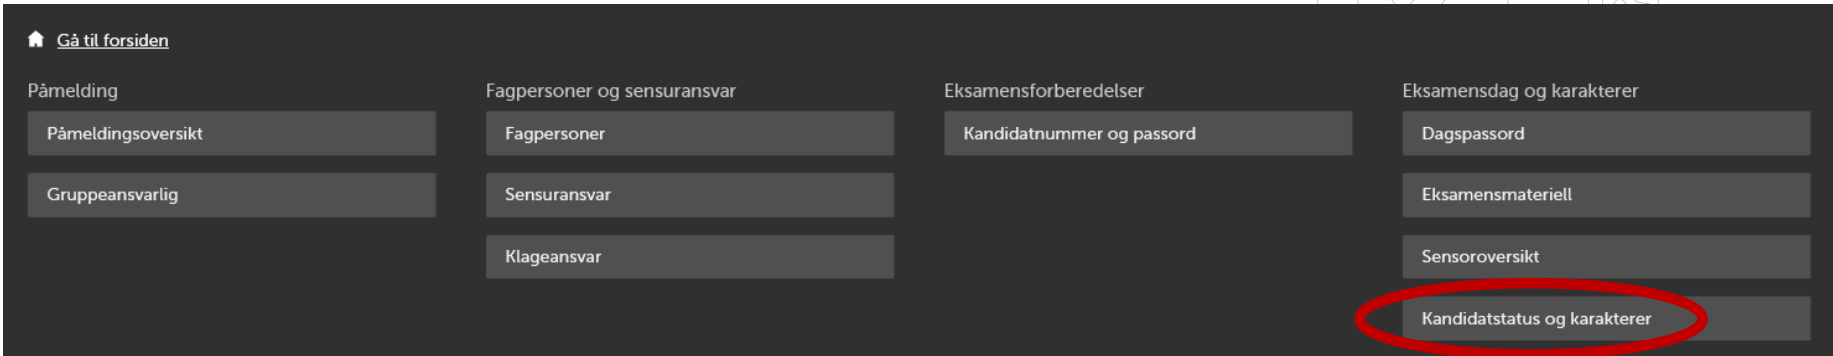 Gå til forsiden
Påmelding
Påmeldingsoversikt
Gruppeansvarlig
Fagpersoner og sensuransvar
Fagpersoner
Sensuransvar
Klageansvar
Eksamensforberedelser
Kandidatnummer og passord
Eksamensdag og karakterer
Dagspassord
Eksamensmateriell
Sensoroversikt
Kandidatstatus og karakterer